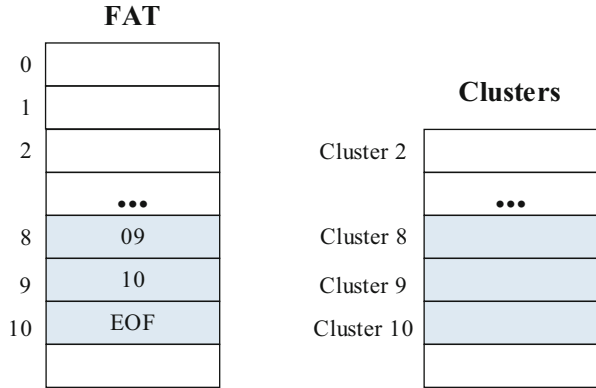 FAT
0
1
2
...
8 09
9 10
10 EOF
Clusters
Cluster 2
...
Cluster 8
Cluster 9
Cluster 10